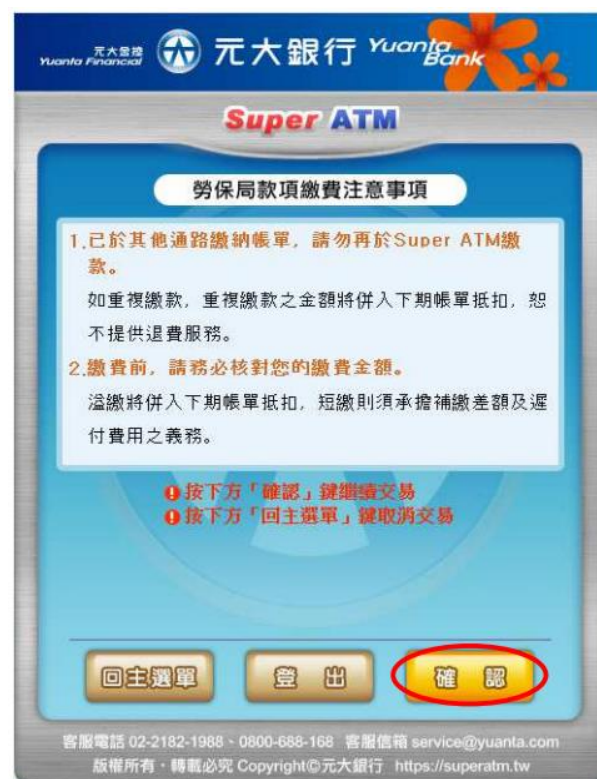 元大金控
Yuanta Financial
元大銀行 Yuanta Bank
Super ATM
勞保局款項繳費注意事項
1.已於其他通路繳納帳單，請勿再於Super ATM繳
款。
如重複繳款，重複繳款之金額將併入下期帳單抵扣，恕
不提供退費服務。
2.繳費前，請務必核對您的繳費金額。
溢繳將併入下期帳單抵扣，短繳則須承擔補繳差額及遲
付費用之義務。
按下方「確認」鍵繼續交易
按下方「回主選單」鍵取消交易
回主選單 登出 確認
客服電話 02-2182-1988、0800-688-168 客服信箱 service@yuanta.com
版權所有，轉載必究 Copyright©元大銀行 https://superatm.tw